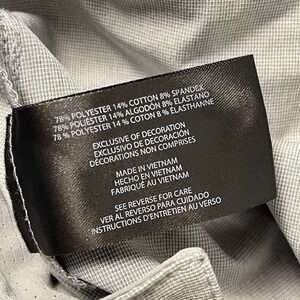 78% POLYESTER 14% COTTON 8% SPANDEX
78% POLIÉSTER 14% ALGODÓN 8% ELASTANO
78 % POLYESTER 14 % COTON 8 % ÉLASTHANNE
EXCLUSIVE OF DECORATION
EXCLUSIVO DE DECORACIÓN
DÉCORATIONS NON COMPRISES
MADE IN VIETNAM
HECHO EN VIETNAM
FABRIQUÉ AU VIETNAM
SEE REVERSE FOR CARE
VER AL REVERSO PARA CUIDADO
INSTRUCTIONS D'ENTRETIEN AU VERSO